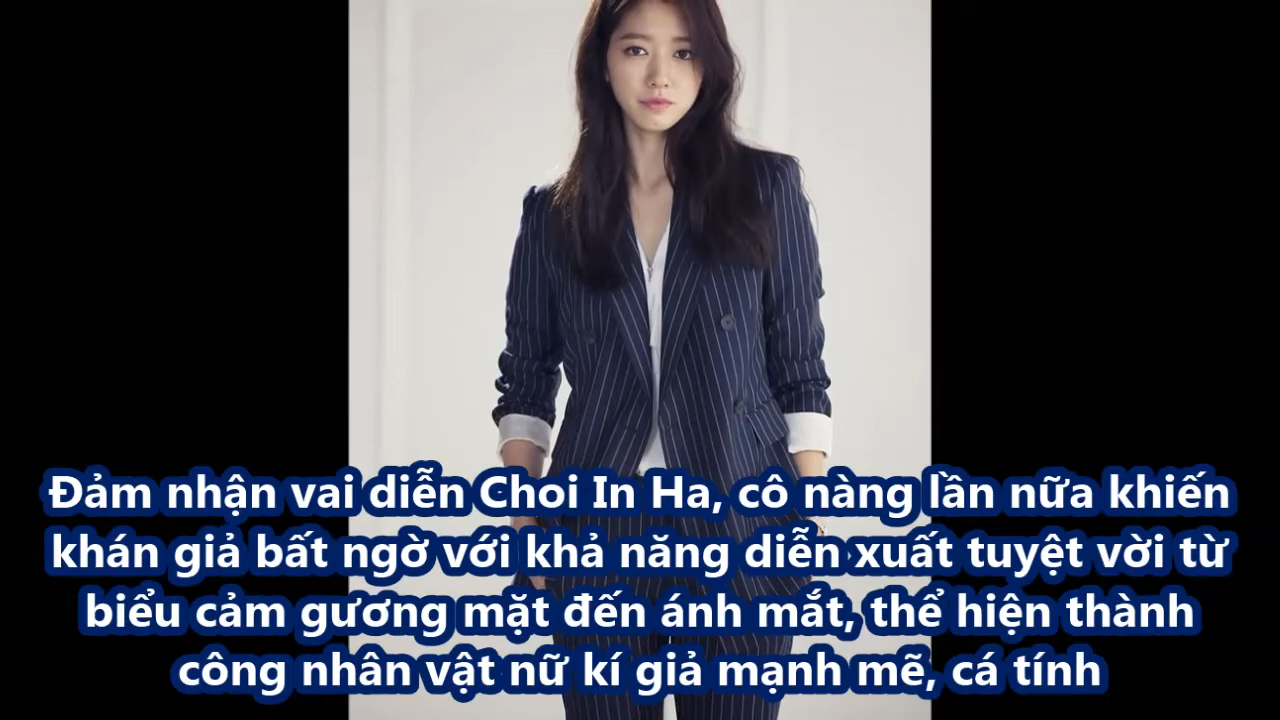 Đảm nhận vai diễn Choi In Ha, cô nàng lần nữa khiến
khán giả bất ngờ với khả năng diễn xuất tuyệt vời từ
biểu cảm gương mặt đến ánh mắt, thể hiện thành
công nhân vật nữ kí giả mạnh mẽ, cá tính